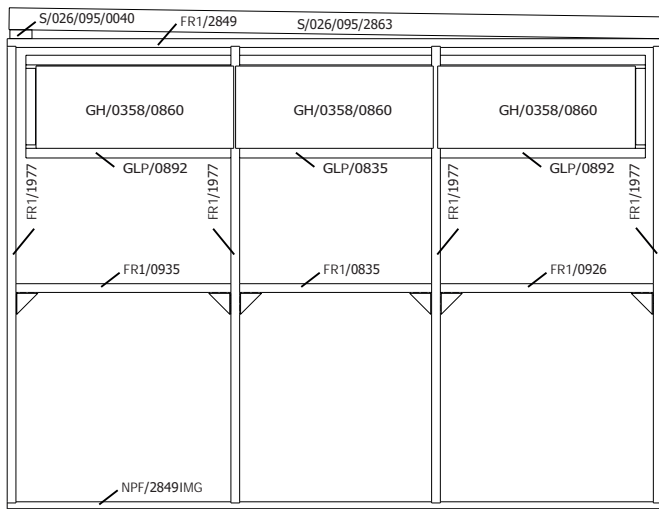 S/026/095/0040
FR1/2849
S/026/095/2863
GH/0358/0860
GH/0358/0860
GH/0358/0860
GLP/0892
GLP/0835
GLP/0892
FR1/1977
FR1/1977
FR1/1977
FR1/1977
FR1/0935
FR1/0835
FR1/0926
NPF/2849IMG